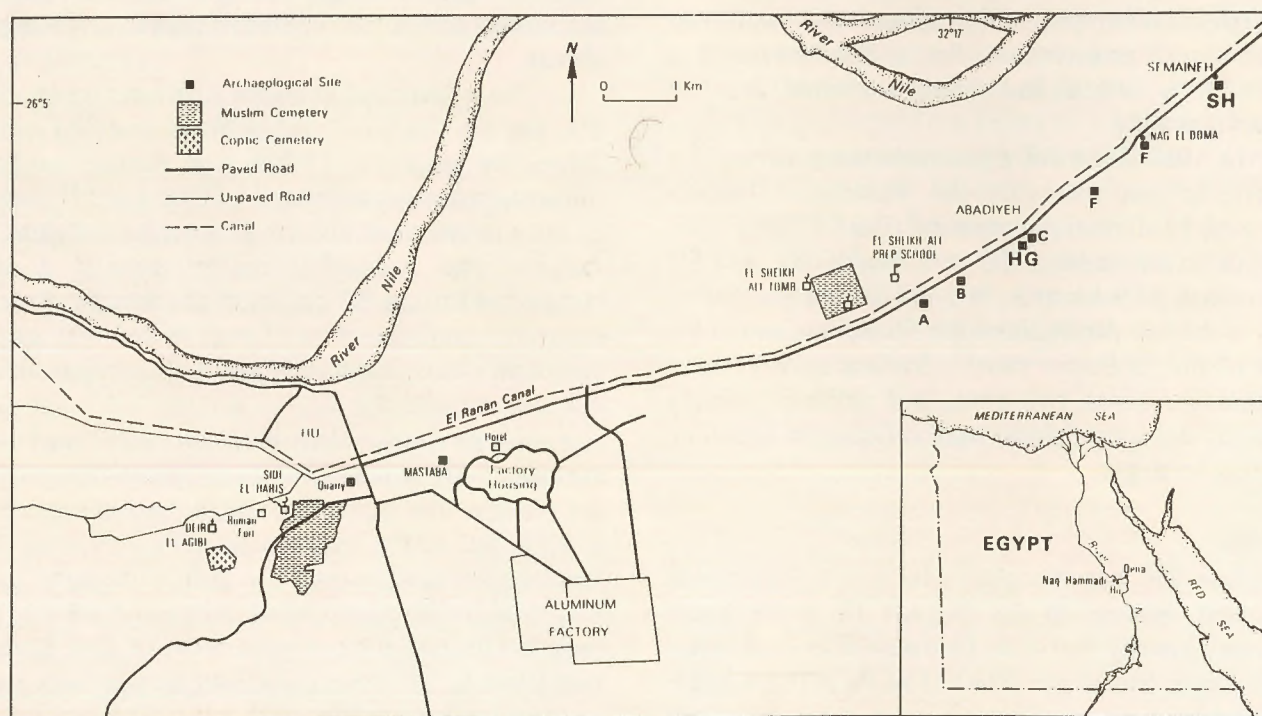 26°5'
32°17'
N
0 1 Km
Archaeological Site
Muslim Cemetery
Coptic Cemetery
Paved Road
Unpaved Road
Canal
River
Nile
River
Nile
SEMAINEH
SH
NAG EL DOMA
F
F
ABADIYEH
C
HG
EL SHEIKH ALI
PREP SCHOOL
EL SHEIKH
ALI TOMB
B
A
El Ranan Canal
HU
Hotel
MASTABA
Factory
Housing
SIDI
EL HARIS
Quarry
Roman
Fort
DEIR
EL AGIBI
ALUMINUM
FACTORY
MEDITERRANEAN SEA
EGYPT
River
Qena
Nag Hammadi
Hu
N
RED
SEA